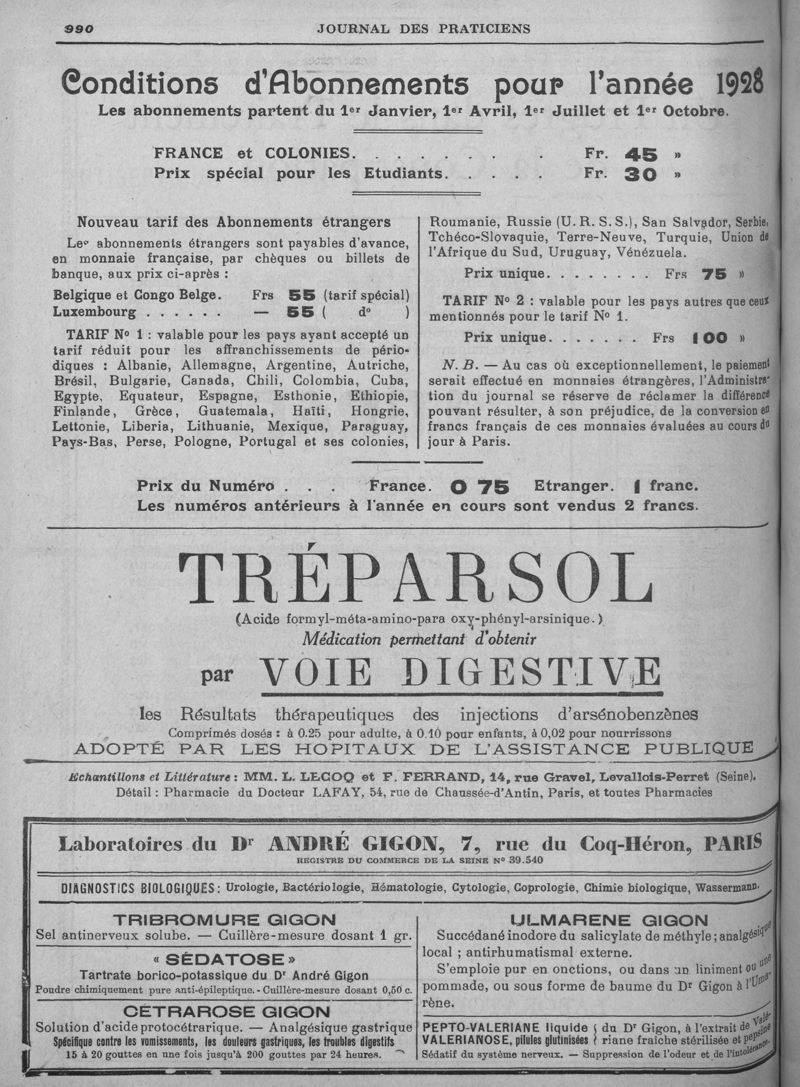 990
JOURNAL DES PRATICIENS
Conditions d'Abonnements pour l'année 1928
Les abonnements partent du 1er Janvier, 1er Avril, 1er Juillet et 1er Octobre.
FRANCE et COLONIES. . . . . . . . Fr. 45 »
Prix spécial pour les Etudiants. . . . . Fr. 30 »
Nouveau tarif des Abonnements étrangers
Les abonnements étrangers sont payables d'avance,
en monnaie française, par chèques ou billets de
banque, aux prix ci-après :
Belgique et Congo Belge. Frs 55 (tarif spécial)
Luxembourg . . . . . . — 55 ( do )
TARIF No 1 : valable pour les pays ayant accepté un
tarif réduit pour les affranchissements de pério-
diques : Albanie, Allemagne, Argentine, Autriche,
Brésil, Bulgarie, Canada, Chili, Colombia, Cuba,
Egypte, Equateur, Espagne, Esthonie, Ethiopie,
Finlande, Grèce, Guatemala, Haïti, Hongrie,
Lettonie, Liberia, Lithuanie, Mexique, Paraguay,
Pays-Bas, Perse, Pologne, Portugal et ses colonies,
Roumanie, Russie (U. R. S. S.), San Salvador, Serbie,
Tchéco-Slovaquie, Terre-Neuve, Turquie, Union de
l'Afrique du Sud, Uruguay, Vénézuela.
Prix unique. . . . . . . . Frs 75 »
TARIF No 2 : valable pour les pays autres que ceux
mentionnés pour le tarif No 1.
Prix unique. . . . . . . Frs 100 »
N. B. — Au cas où exceptionnellement, le paiement
serait effectué en monnaies étrangères, l'Administra-
tion du journal se réserve de réclamer la différence
pouvant résulter, à son préjudice, de la conversion en
francs français de ces monnaies évaluées au cours du
jour à Paris.
Prix du Numéro . . . France. 0 75 Etranger. 1 franc.
Les numéros antérieurs à l'année en cours sont vendus 2 francs.
TRÉPARSOL
(Acide formyl-méta-amino-para oxy-phényl-arsinique.)
Médication permettant d'obtenir
par VOIE DIGESTIVE
les Résultats thérapeutiques des injections d'arsénobenzènes
Comprimés dosés : à 0.25 pour adulte, à 0.10 pour enfants, à 0,02 pour nourrissons
ADOPTÉ PAR LES HOPITAUX DE L'ASSISTANCE PUBLIQUE
Echantillons et Littérature : MM. L. LECOQ et F. FERRAND, 14, rue Gravel, Levallois-Perret (Seine).
Détail : Pharmacie du Docteur LAFAY, 54, rue de Chaussée-d'Antin, Paris, et toutes Pharmacies
Laboratoires du Dr ANDRÉ GIGON, 7, rue du Coq-Héron, PARIS
REGISTRE DU COMMERCE DE LA SEINE No 39.540
DIAGNOSTICS BIOLOGIQUES : Urologie, Bactériologie, Hématologie, Cytologie, Coprologie, Chimie biologique, Wassermann.
TRIBROMURE GIGON
Sel antinerveux soluble. — Cuillère-mesure dosant 1 gr.
« SÉDATOSE »
Tartrate borico-potassique du Dr André Gigon
Poudre chimiquement pure anti-épileptique. - Cuillère-mesure dosant 0,50 c.
CÉTRAROSE GIGON
Solution d'acide protocétrarique. — Analgésique gastrique
Spécifique contre les vomissements, les douleurs gastriques, les troubles digestifs
15 à 20 gouttes en une fois jusqu'à 200 gouttes par 24 heures.
ULMARENE GIGON
Succédané inodore du salicylate de méthyle ; analgésique
local ; antirhumatismal externe.
S'emploie pur en onctions, ou dans un liniment ou une
pommade, ou sous forme de baume du Dr Gigon à l'Ulma-
rène.
PEPTO-VALERIANE liquide { du Dr Gigon, à l'extrait de Valé-
VALERIANOSE, pilules glutinisées { riane fraîche stérilisée et pepsine
Sédatif du système nerveux. — Suppression de l'odeur et de l'intolérance.